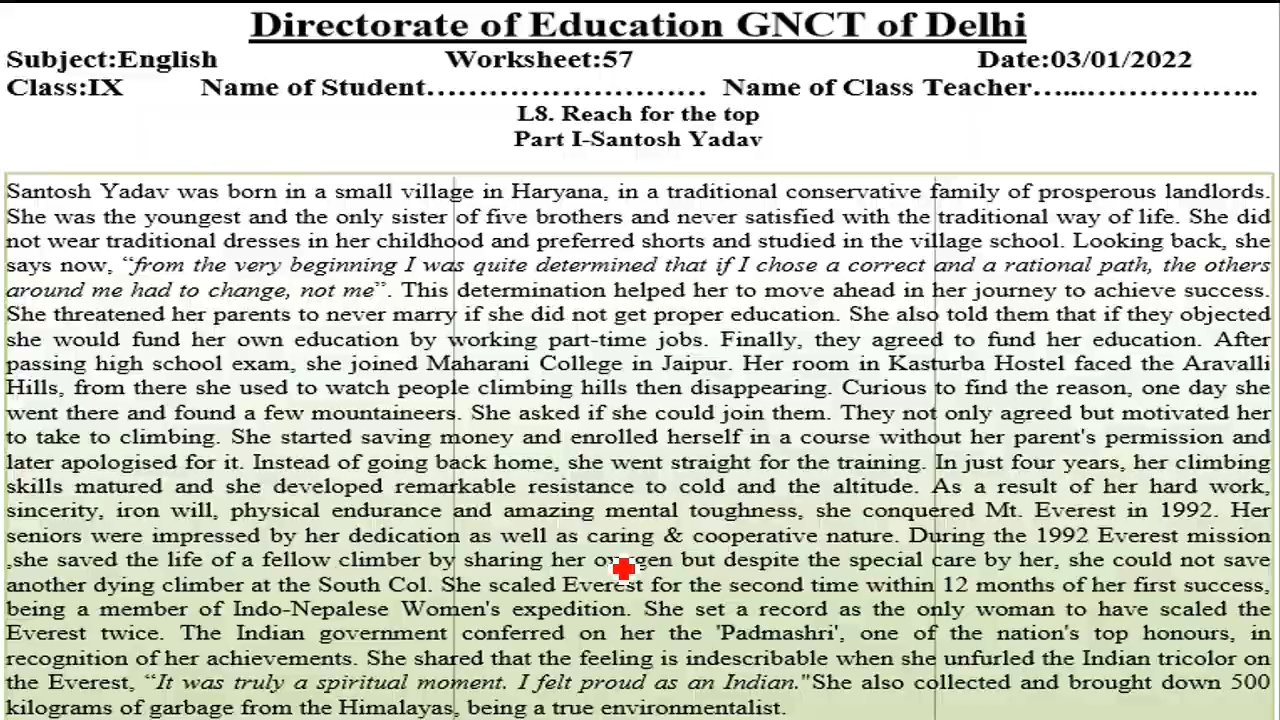 Directorate of Education GNCT of Delhi
Subject:English Worksheet:57 Date:03/01/2022
Class:IX Name of Student……………………… Name of Class Teacher…...……………..
L8. Reach for the top
Part I-Santosh Yadav
Santosh Yadav was born in a small village in Haryana, in a traditional conservative family of prosperous landlords.
She was the youngest and the only sister of five brothers and never satisfied with the traditional way of life. She did
not wear traditional dresses in her childhood and preferred shorts and studied in the village school. Looking back, she
says now, “from the very beginning I was quite determined that if I chose a correct and a rational path, the others
around me had to change, not me”. This determination helped her to move ahead in her journey to achieve success.
She threatened her parents to never marry if she did not get proper education. She also told them that if they objected
she would fund her own education by working part-time jobs. Finally, they agreed to fund her education. After
passing high school exam, she joined Maharani College in Jaipur. Her room in Kasturba Hostel faced the Aravalli
Hills, from there she used to watch people climbing hills then disappearing. Curious to find the reason, one day she
went there and found a few mountaineers. She asked if she could join them. They not only agreed but motivated her
to take to climbing. She started saving money and enrolled herself in a course without her parent's permission and
later apologised for it. Instead of going back home, she went straight for the training. In just four years, her climbing
skills matured and she developed remarkable resistance to cold and the altitude. As a result of her hard work,
sincerity, iron will, physical endurance and amazing mental toughness, she conquered Mt. Everest in 1992. Her
seniors were impressed by her dedication as well as caring & cooperative nature. During the 1992 Everest mission
,she saved the life of a fellow climber by sharing her oxygen but despite the special care by her, she could not save
another dying climber at the South Col. She scaled Everest for the second time within 12 months of her first success,
being a member of Indo-Nepalese Women's expedition. She set a record as the only woman to have scaled the
Everest twice. The Indian government conferred on her the 'Padmashri', one of the nation's top honours, in
recognition of her achievements. She shared that the feeling is indescribable when she unfurled the Indian tricolor on
the Everest, “It was truly a spiritual moment. I felt proud as an Indian."She also collected and brought down 500
kilograms of garbage from the Himalayas, being a true environmentalist.